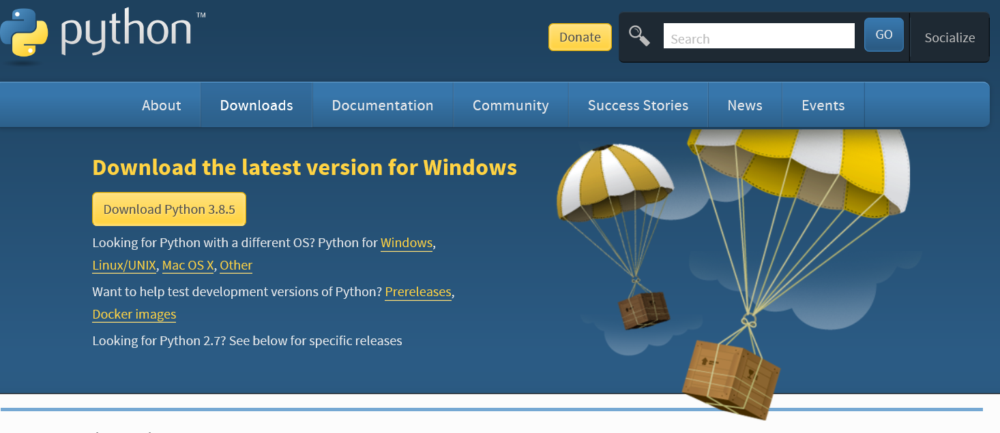 python™
Donate
Search
GO
Socialize
About Downloads Documentation Community Success Stories News Events
Download the latest version for Windows
Download Python 3.8.5
Looking for Python with a different OS? Python for Windows,
Linux/UNIX, Mac OS X, Other
Want to help test development versions of Python? Prereleases,
Docker images
Looking for Python 2.7? See below for specific releases